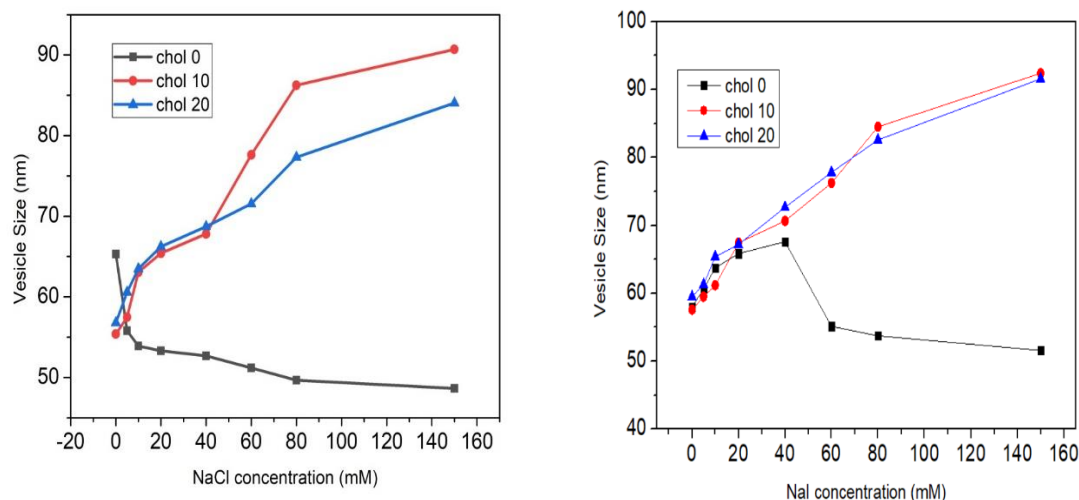 90
80
70
60
50
Vesicle Size (nm)
chol 0
chol 10
chol 20
-20 0 20 40 60 80 100 120 140 160
NaCl concentration (mM)
100
90
80
70
60
50
40
Vesicle Size (nm)
chol 0
chol 10
chol 20
0 20 40 60 80 100 120 140 160
NaI concentration (mM)